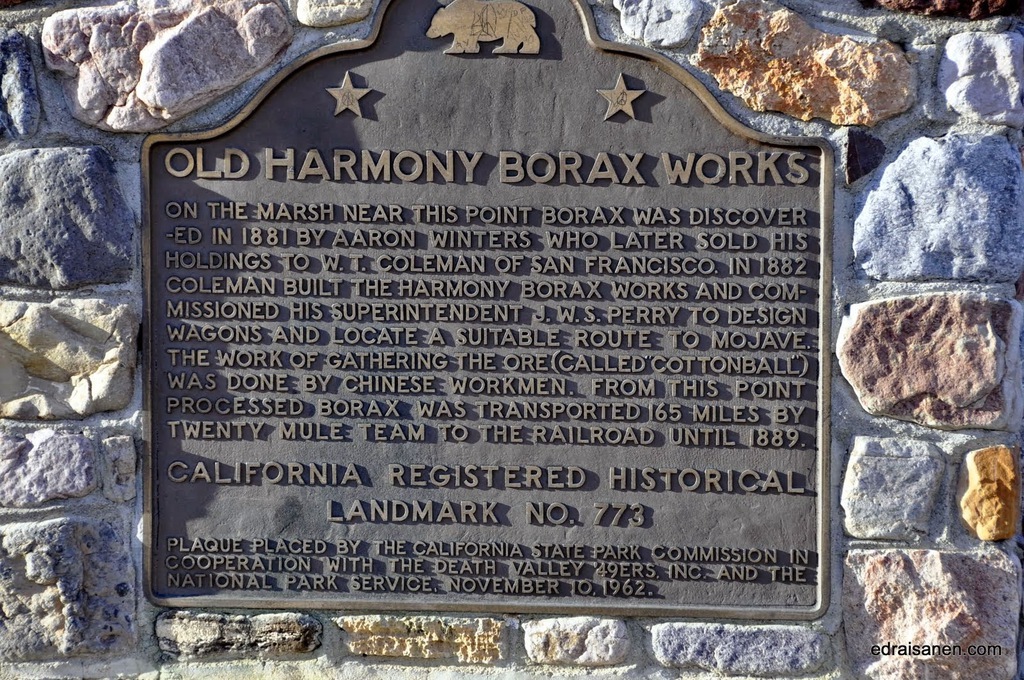 OLD HARMONY BORAX WORKS
ON THE MARSH NEAR THIS POINT BORAX WAS DISCOVER
-ED IN 1881 BY AARON WINTERS WHO LATER SOLD HIS
HOLDINGS TO W. T. COLEMAN OF SAN FRANCISCO. IN 1882
COLEMAN BUILT THE HARMONY BORAX WORKS AND COM-
MISSIONED HIS SUPERINTENDENT J. W. S. PERRY TO DESIGN
WAGONS AND LOCATE A SUITABLE ROUTE TO MOJAVE.
THE WORK OF GATHERING THE ORE (CALLED "COTTONBALL")
WAS DONE BY CHINESE WORKMEN. FROM THIS POINT
PROCESSED BORAX WAS TRANSPORTED 165 MILES BY
TWENTY MULE TEAM TO THE RAILROAD UNTIL 1889.
CALIFORNIA REGISTERED HISTORICAL
LANDMARK NO. 773
PLAQUE PLACED BY THE CALIFORNIA STATE PARK COMMISSION IN
COOPERATION WITH THE DEATH VALLEY '49ERS, INC. AND THE
NATIONAL PARK SERVICE, NOVEMBER 10, 1962.
edraisanen.com